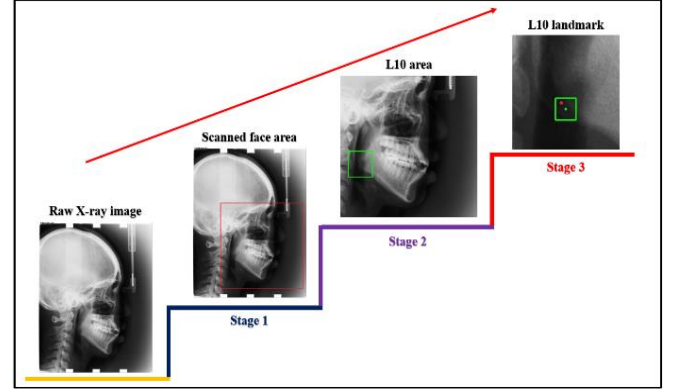 L10 landmark
L10 area
Scanned face area
Raw X-ray image
Stage 3
Stage 2
Stage 1